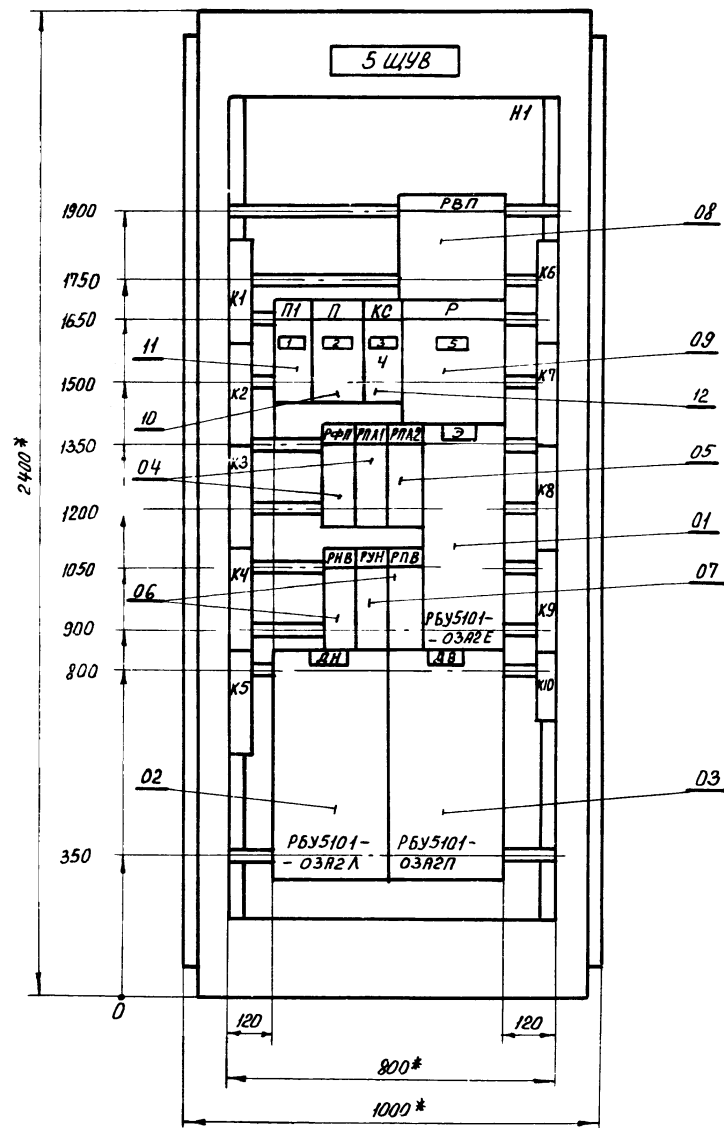 5 ЩУВ
Н1
РВП
1900
08
К6
1750
К1
П1
П
КС
Р
1650
1
2
3
5
4
11
09
К7
1500
К2
10
12
2400*
РФП
РПА1
РПА2
Э
1350
К3
04
05
К8
1200
01
РНВ
РУН
РПВ
1050
К4
06
07
К9
РБУ5101-
- 03А2Е
900
ДН
ДВ
800
К5
К10
02
03
РБУ5101-
- 03А2Л
РБУ5101-
- 03А2П
350
0
120
120
800*
1000*